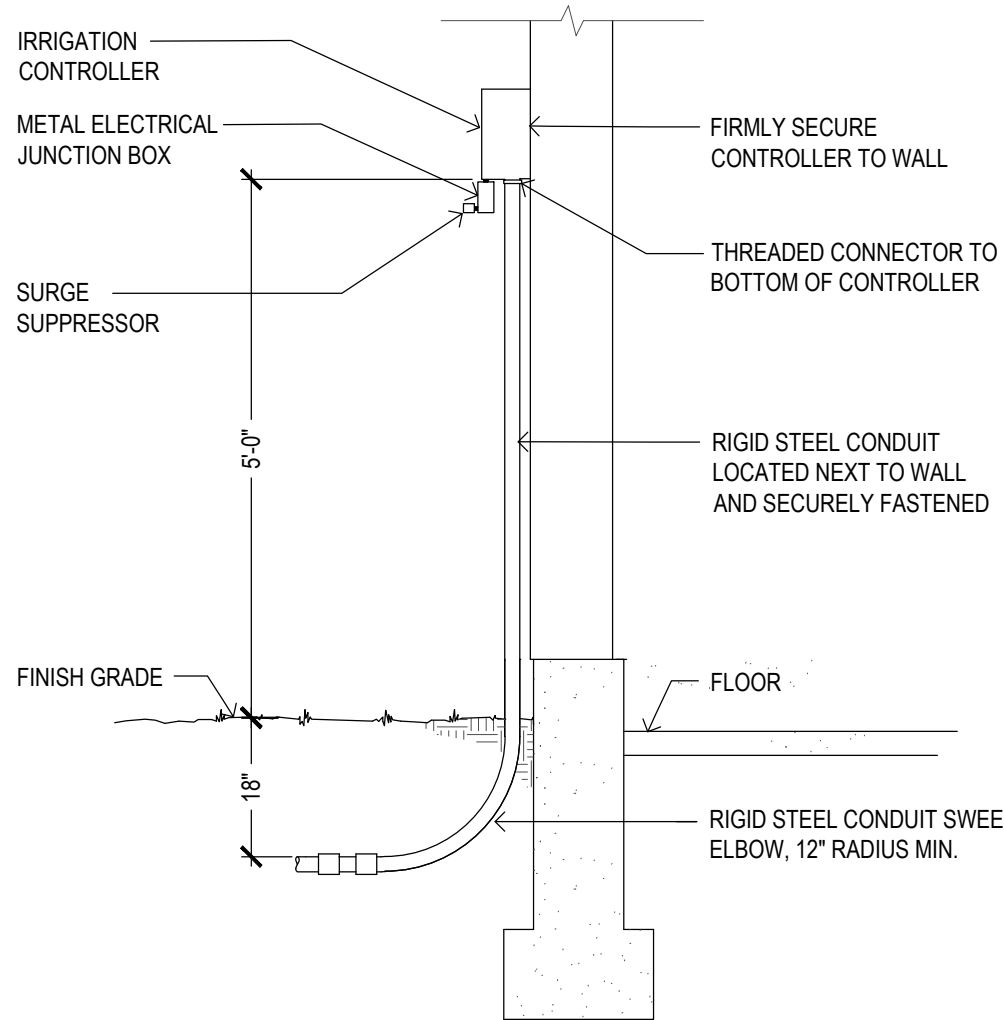 IRRIGATION
CONTROLLER
METAL ELECTRICAL
JUNCTION BOX
SURGE
SUPPRESSOR
5'-0"
FINISH GRADE
18"
FIRMLY SECURE
CONTROLLER TO WALL
THREADED CONNECTOR TO
BOTTOM OF CONTROLLER
RIGID STEEL CONDUIT
LOCATED NEXT TO WALL
AND SECURELY FASTENED
FLOOR
RIGID STEEL CONDUIT SWEE
ELBOW, 12" RADIUS MIN.